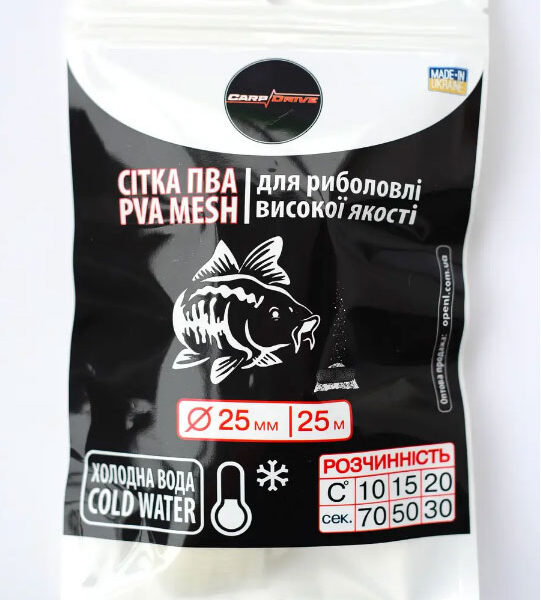 CARP DRIVE
MADE IN
UKRAINE
СІТКА ПВА
PVA MESH
для риболовлі
високої якості
Оптова продажа: openl.com.ua
Ø 25 мм | 25 м
ХОЛОДНА ВОДА
COLD WATER
РОЗЧИННІСТЬ
C° 10 15 20
сек. 70 50 30